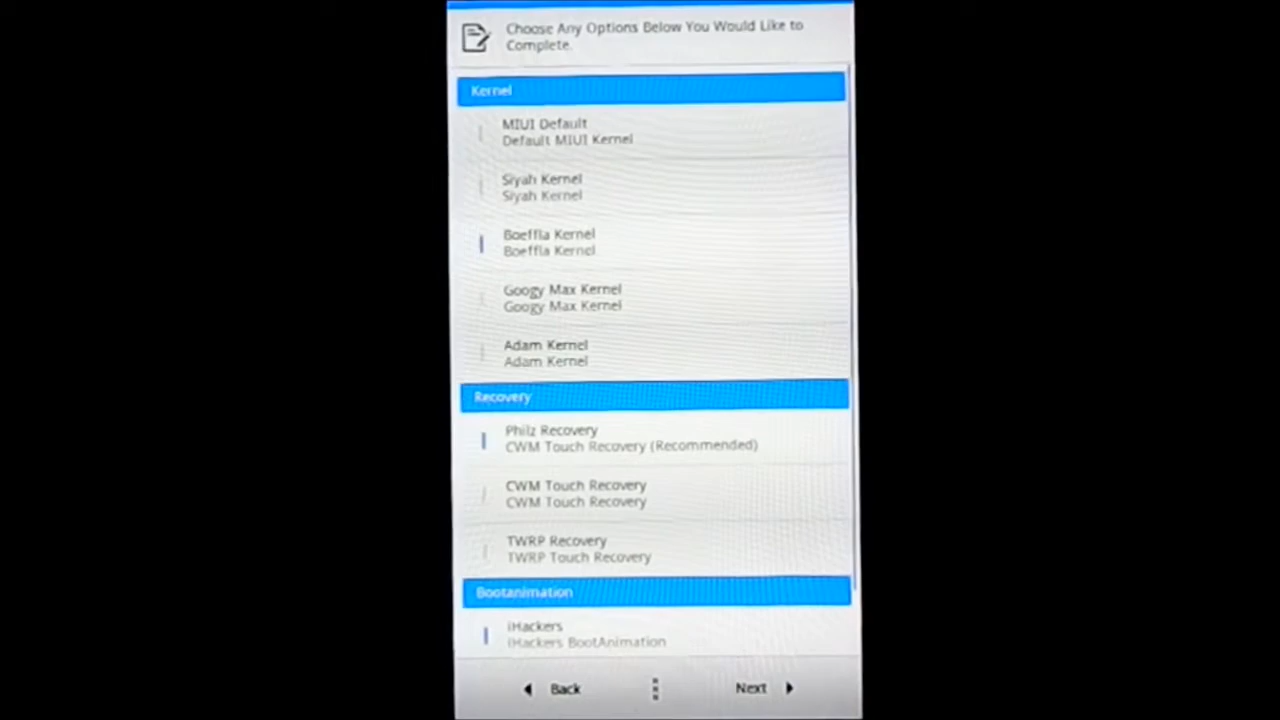 Choose Any Options Below You Would Like to
Complete.
Kernel
MIUI Default
Default MIUI Kernel
Siyah Kernel
Siyah Kernel
Boeffla Kernel
Boeffla Kernel
Googy Max Kernel
Googy Max Kernel
Adam Kernel
Adam Kernel
Recovery
Philz Recovery
CWM Touch Recovery (Recommended)
CWM Touch Recovery
CWM Touch Recovery
TWRP Recovery
TWRP Touch Recovery
Bootanimation
iHackers
iHackers BootAnimation
Back
Next